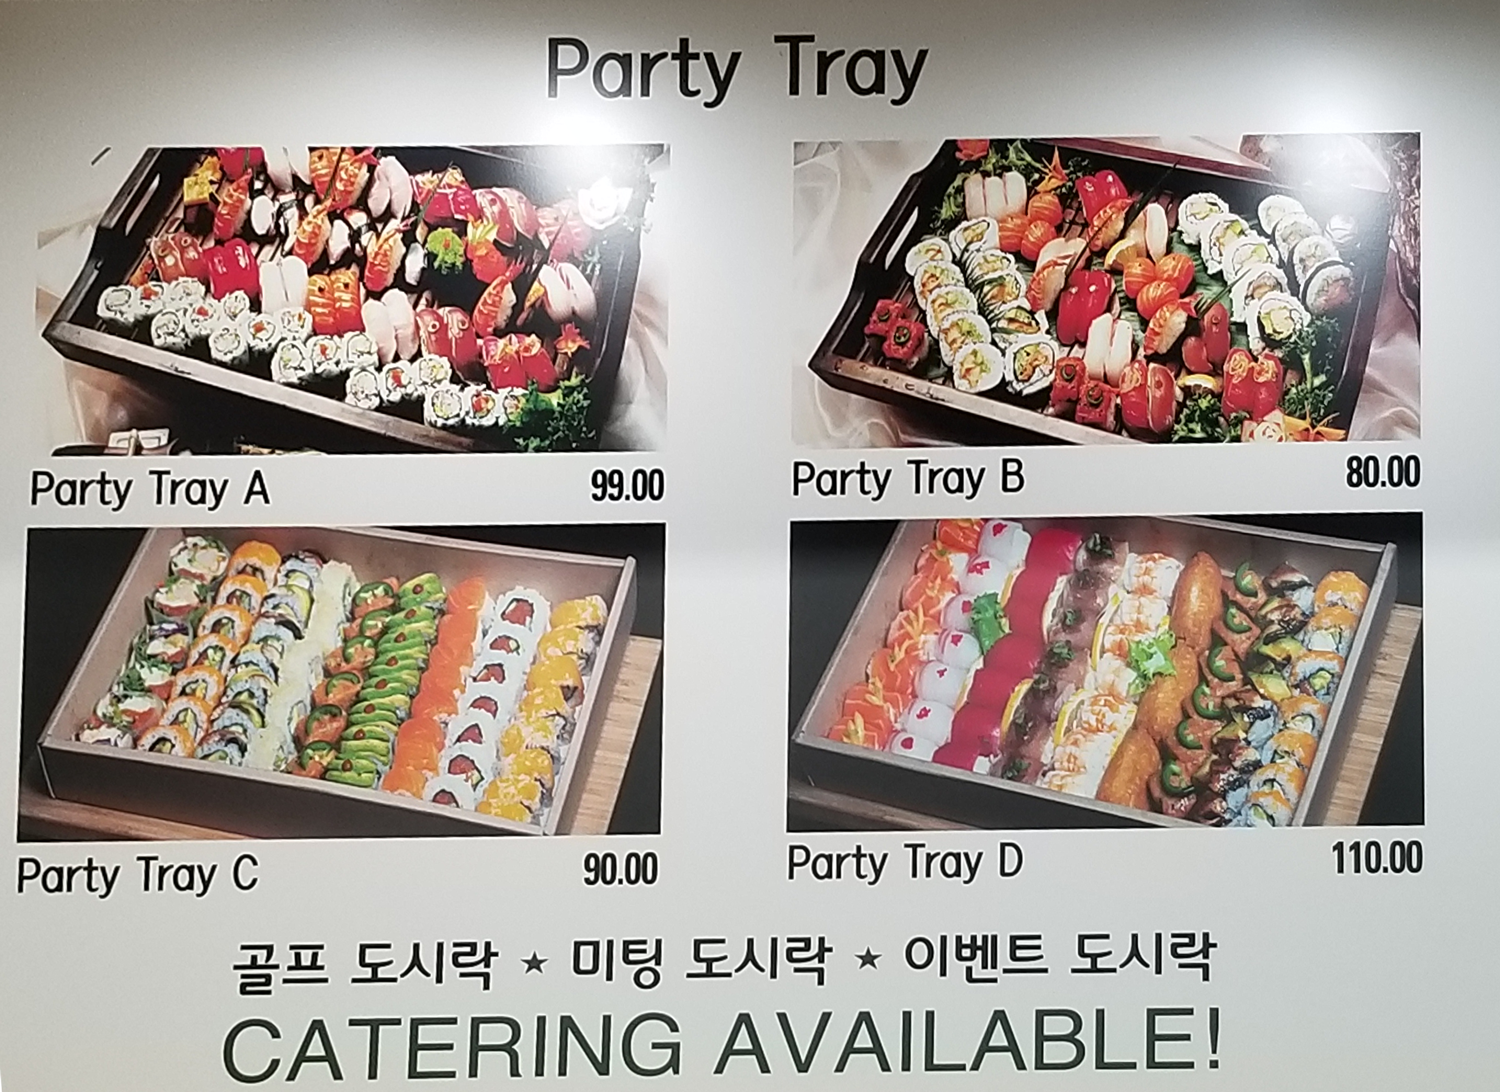 Party Tray
Party Tray A 99.00
Party Tray B 80.00
Party Tray C 90.00
Party Tray D 110.00
골프 도시락 ★ 미팅 도시락 ★ 이벤트 도시락
CATERING AVAILABLE!